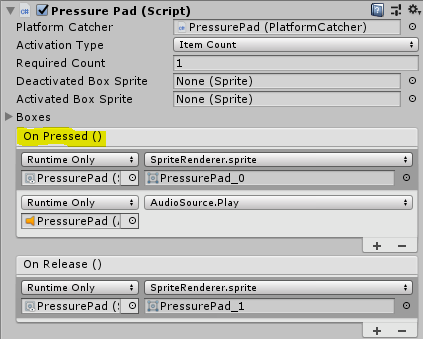 Pressure Pad (Script)
Platform Catcher PressurePad (PlatformCatcher)
Activation Type Item Count
Required Count 1
Deactivated Box Sprite None (Sprite)
Activated Box Sprite None (Sprite)
Boxes
On Pressed ()
Runtime Only SpriteRenderer.sprite
PressurePad ( PressurePad_0
Runtime Only AudioSource.Play
PressurePad (
+ −
On Release ()
Runtime Only SpriteRenderer.sprite
PressurePad ( PressurePad_1
+ −